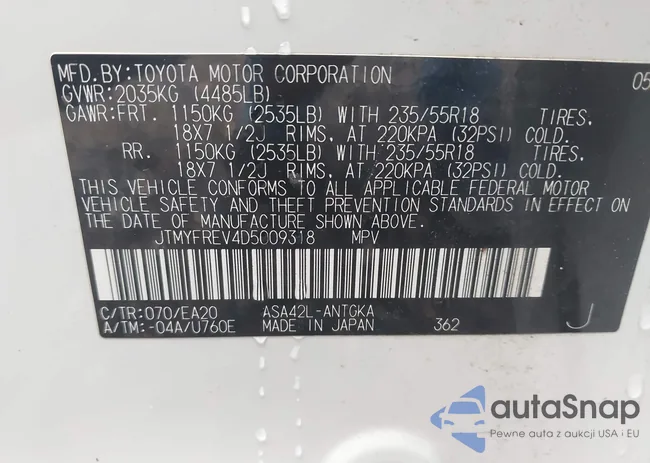 MFD.BY:TOYOTA MOTOR CORPORATION 05
GVWR:2035KG (4485LB)
GAWR:FRT. 1150KG (2535LB) WITH 235/55R18 TIRES,
18X7 1/2J RIMS, AT 220KPA (32PSI) COLD.
RR. 1150KG (2535LB) WITH 235/55R18 TIRES,
18X7 1/2J RIMS, AT 220KPA (32PSI) COLD.
THIS VEHICLE CONFORMS TO ALL APPLICABLE FEDERAL MOTOR
VEHICLE SAFETY AND THEFT PREVENTION STANDARDS IN EFFECT ON
THE DATE OF MANUFACTURE SHOWN ABOVE.
JTMYFREV4D5009318 MPV
C/TR:070/EA20 ASA42L-ANTGKA
A/TM:-04A/U760E MADE IN JAPAN 362 J
autaSnap
Pewne auta z aukcji USA i EU